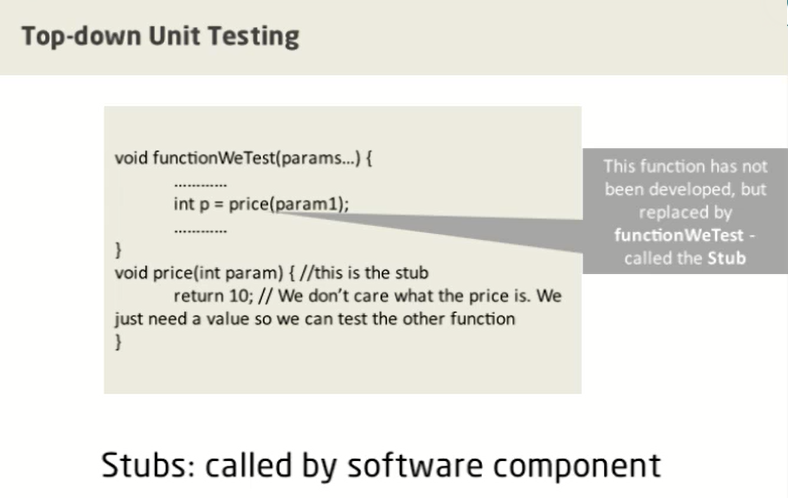 Top-down Unit Testing
void functionWeTest(params...) {
............
int p = price(param1);
............
}
void price(int param) { //this is the stub
return 10; // We don't care what the price is. We
just need a value so we can test the other function
}
This function has not
been developed, but
replaced by
functionWeTest -
called the Stub
Stubs: called by software component